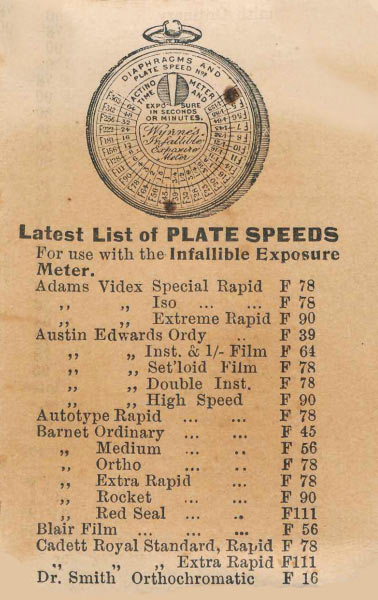 DIAPHRAGMS AND
PLATE SPEED Nos
ACTINO METER
TIME AND
EXPOSURE
IN SECONDS
OR MINUTES.
Wynne's
Infallible
Exposure
Meter
Latest List of PLATE SPEEDS
For use with the Infallible Exposure
Meter.
Adams Videx Special Rapid F 78
,, ,, Iso ... ... F 78
,, ,, Extreme Rapid F 90
Austin Edwards Ordy .. F 39
,, ,, Inst. & 1/- Film F 64
,, ,, Set'loid Film F 78
,, ,, Double Inst. F 78
,, ,, High Speed F 90
Autotype Rapid ... ... F 78
Barnet Ordinary ... ... F 45
,, Medium ... .. F 56
,, Ortho ... ... F 78
,, Extra Rapid ... F 78
,, Rocket ... ... F 90
,, Red Seal ... .. F111
Blair Film ... ... .. F 56
Cadett Royal Standard, Rapid F 78
,, ,, ,, Extra Rapid F111
Dr. Smith Orthochromatic F 16